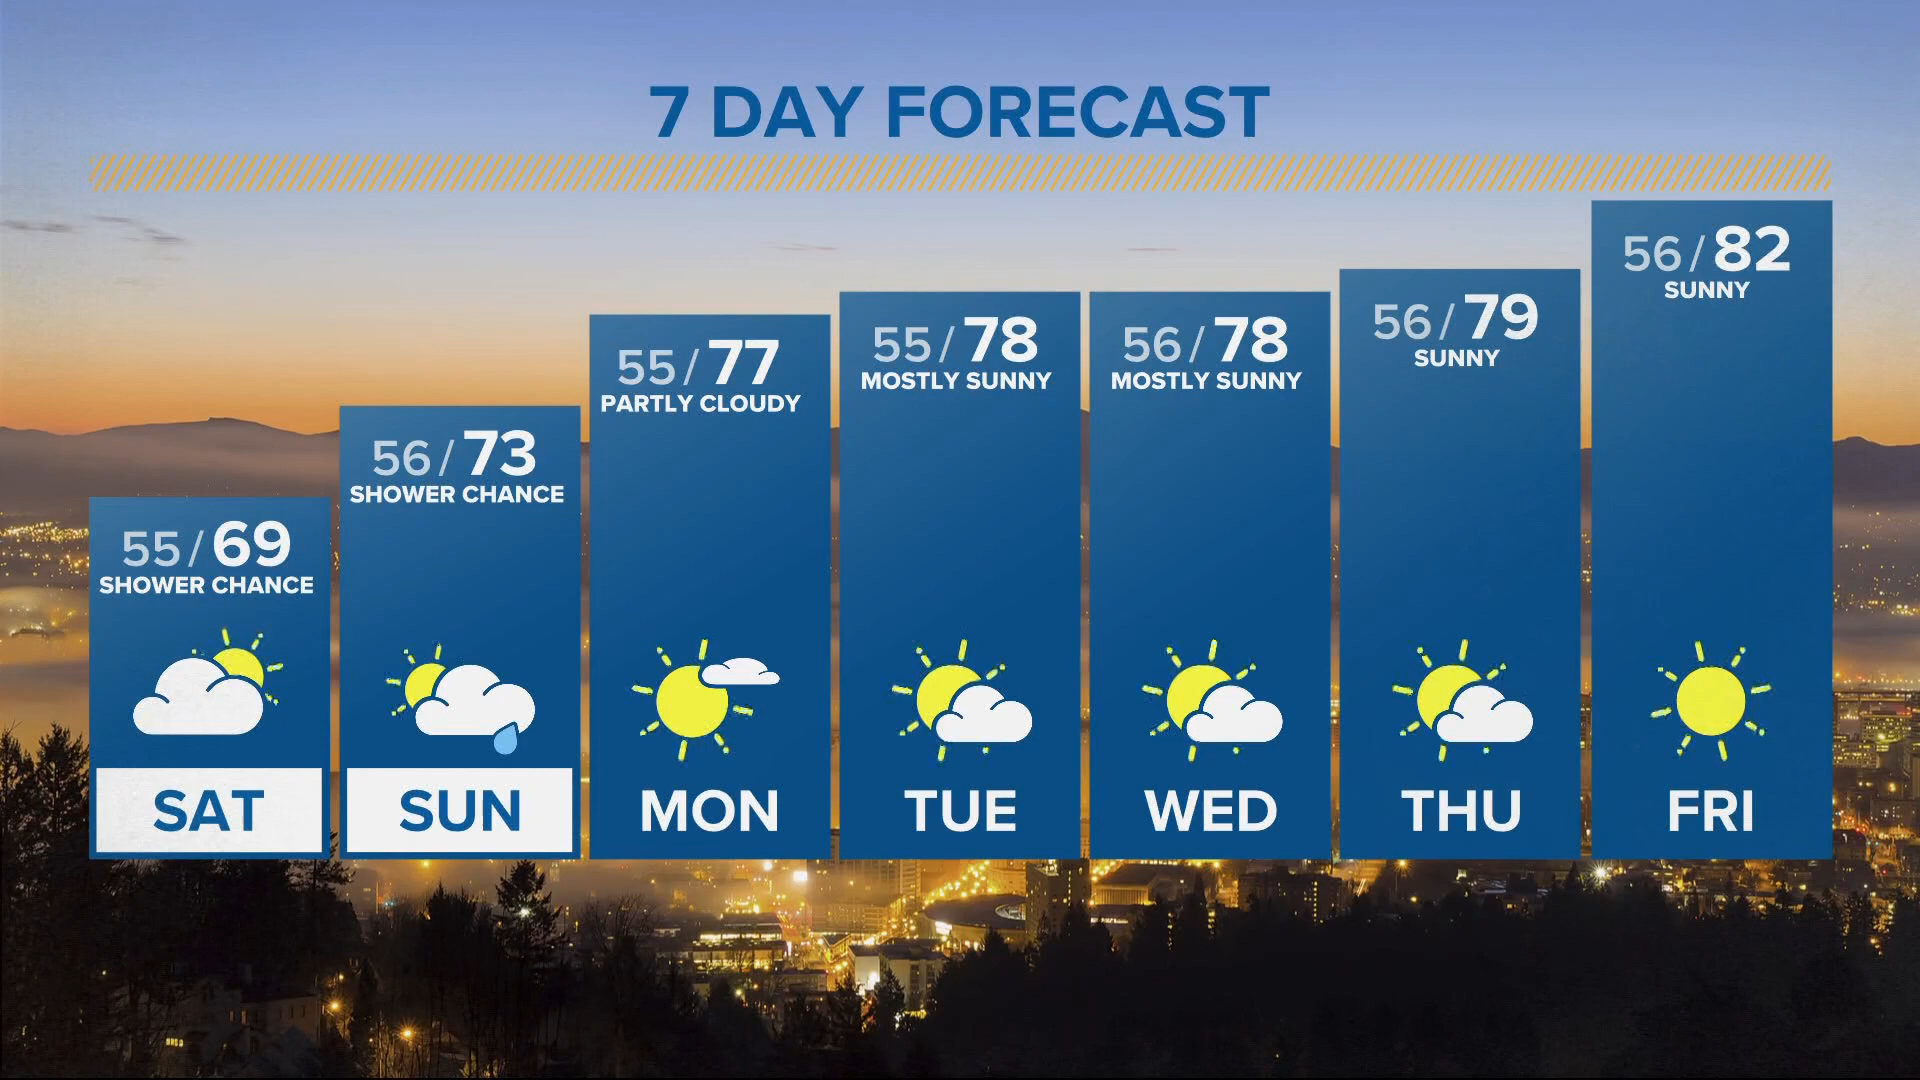 7 DAY FORECAST
55/69
SHOWER CHANCE
SAT
56/73
SHOWER CHANCE
SUN
55/77
PARTLY CLOUDY
MON
55/78
MOSTLY SUNNY
TUE
56/78
MOSTLY SUNNY
WED
56/79
SUNNY
THU
56/82
SUNNY
FRI